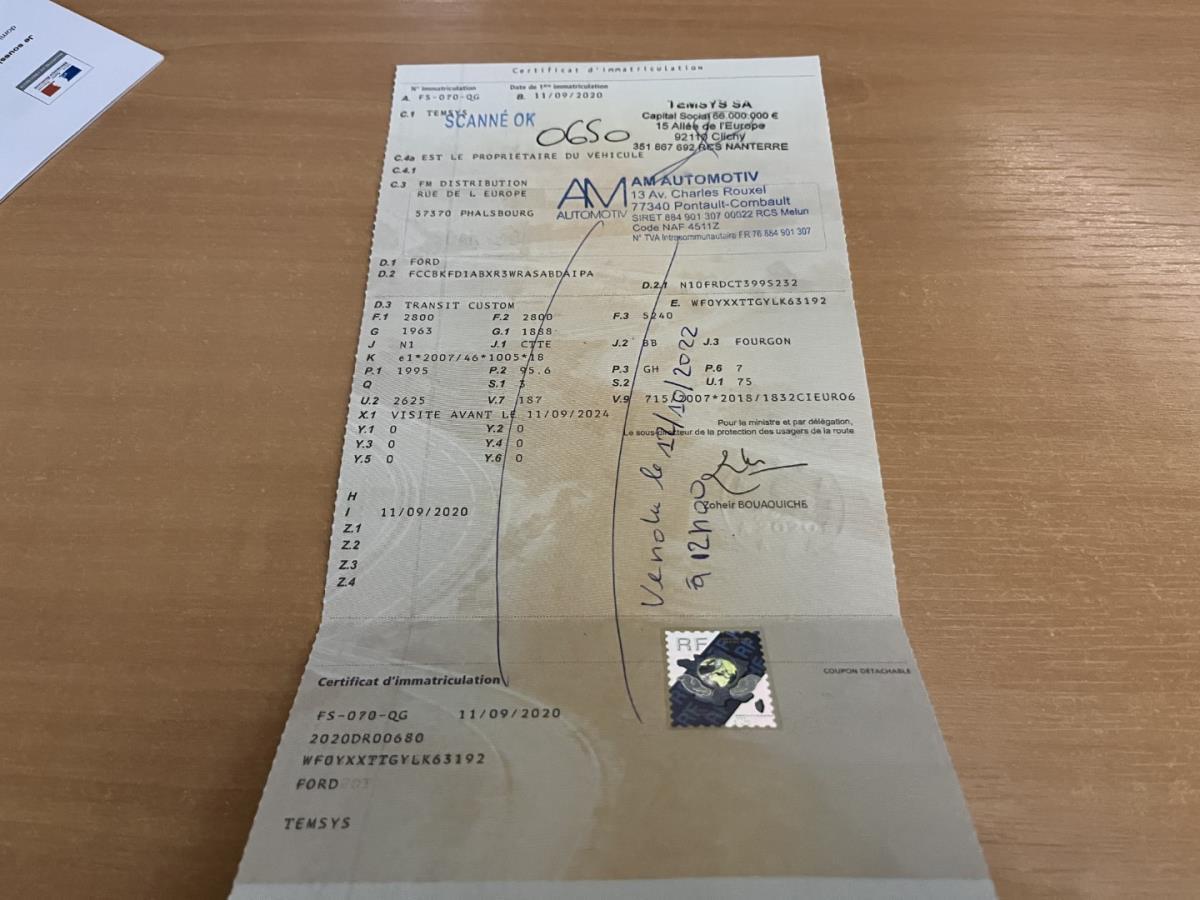 Certificat d'immatriculation
N° Immatriculation Date de 1ère immatriculation
A. FS-070-QG B. 11/09/2020
C.1 TEMSYS
SCANNÉ OK
0650
TEMSYS SA
Capital Social 66.000.000 €
15 Allée de l'Europe
92110 Clichy
351 867 692 RCS NANTERRE
C.4a EST LE PROPRIÉTAIRE DU VÉHICULE
C.4.1
C.3 FM DISTRIBUTION
RUE DE L EUROPE
57370 PHALSBOURG
AM
AUTOMOTIV
AM AUTOMOTIV
13 Av. Charles Rouxel
77340 Pontault-Combault
SIRET 884 901 307 00022 RCS Melun
Code NAF 4511Z
N° TVA Intracommunautaire FR 76 884 901 307
D.1 FORD
D.2 FCCBKFD1ABXR3WRASABDAIPA
D.2.1 N10FRDCT399S232
D.3 TRANSIT CUSTOM
E. WF0YXXTTGYLK63192
F.1 2800 F.2 2800 F.3 5240
G 1963 G.1 1888
J N1 J.1 CTTE J.2 BB J.3 FOURGON
K e1*2007/46*1005*18
P.1 1995 P.2 95.6 P.3 GH P.6 7
Q S.1 3 S.2 U.1 75
U.2 2625 V.7 187 V.9 715/2007*2018/1832CIEURO6
X.1 VISITE AVANT LE 11/09/2024
Y.1 0 Y.2 0
Y.3 0 Y.4 0
Y.5 0 Y.6 0
Pour le ministre et par délégation,
Le sous-directeur de la protection des usagers de la route
Zoheir BOUAOUICHE
Vendu le 12/10/2022
à 12h00
H
I 11/09/2020
Z.1
Z.2
Z.3
Z.4
RF
COUPON DÉTACHABLE
Certificat d'immatriculation
FS-070-QG 11/09/2020
2020DR00680
WF0YXXTTGYLK63192
FORD
TEMSYS